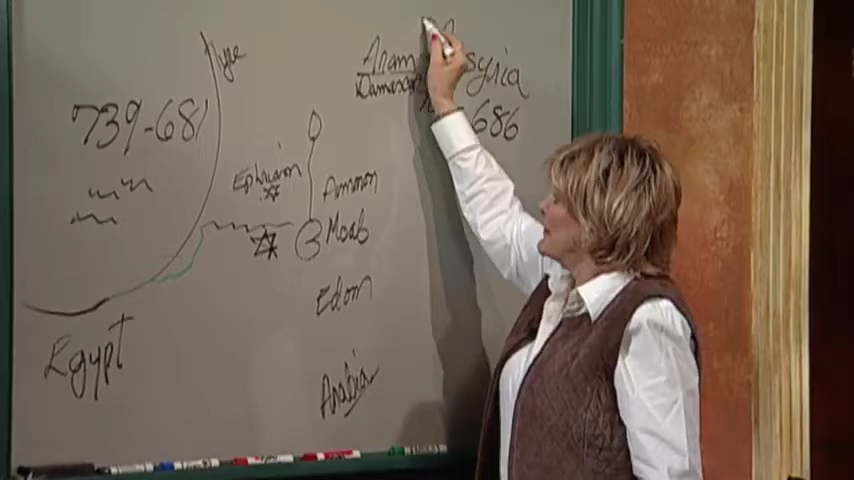 Tyre
Aram
Damascus
Assyria
739-681
686
Ephraim
Ammon
Moab
Edom
Egypt
Arabia